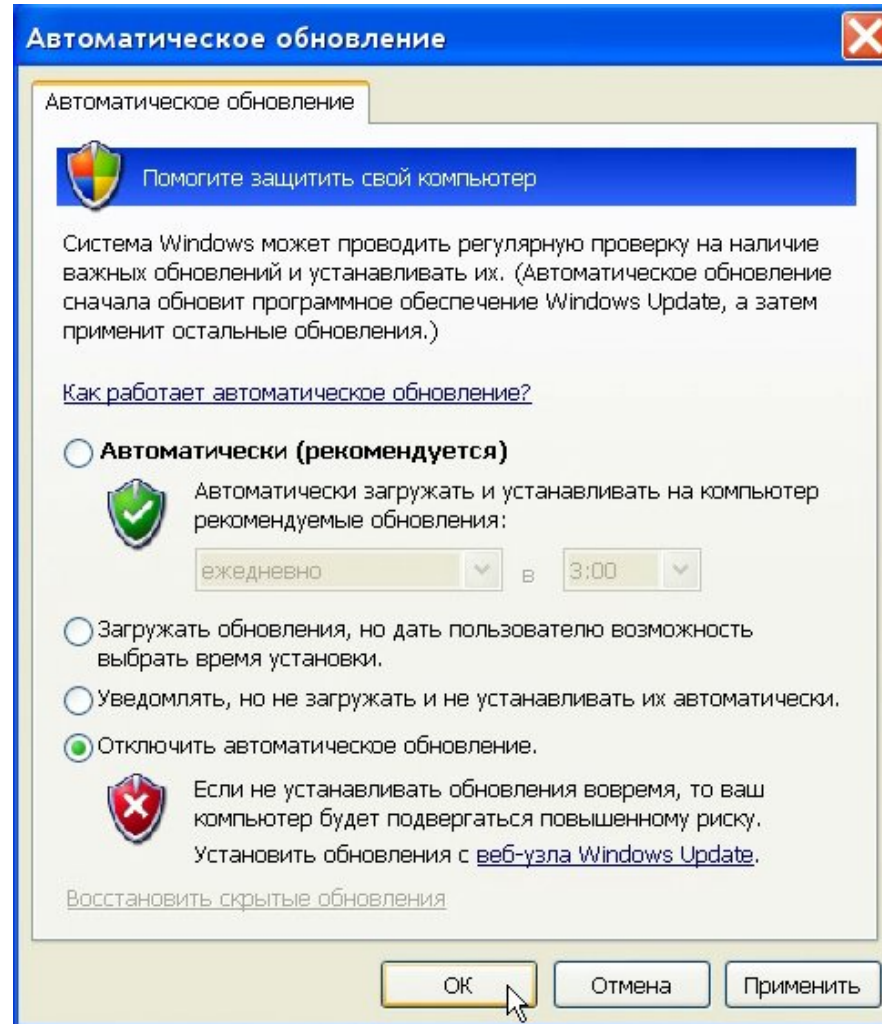 Автоматическое обновление
Автоматическое обновление
Помогите защитить свой компьютер
Система Windows может проводить регулярную проверку на наличие
важных обновлений и устанавливать их. (Автоматическое обновление
сначала обновит программное обеспечение Windows Update, а затем
применит остальные обновления.)
Как работает автоматическое обновление?
Автоматически (рекомендуется)
Автоматически загружать и устанавливать на компьютер
рекомендуемые обновления:
ежедневно в 3:00
Загружать обновления, но дать пользователю возможность
выбрать время установки.
Уведомлять, но не загружать и не устанавливать их автоматически.
Отключить автоматическое обновление.
Если не устанавливать обновления вовремя, то ваш
компьютер будет подвергаться повышенному риску.
Установить обновления с веб-узла Windows Update.
Восстановить скрытые обновления
ОК Отмена Применить